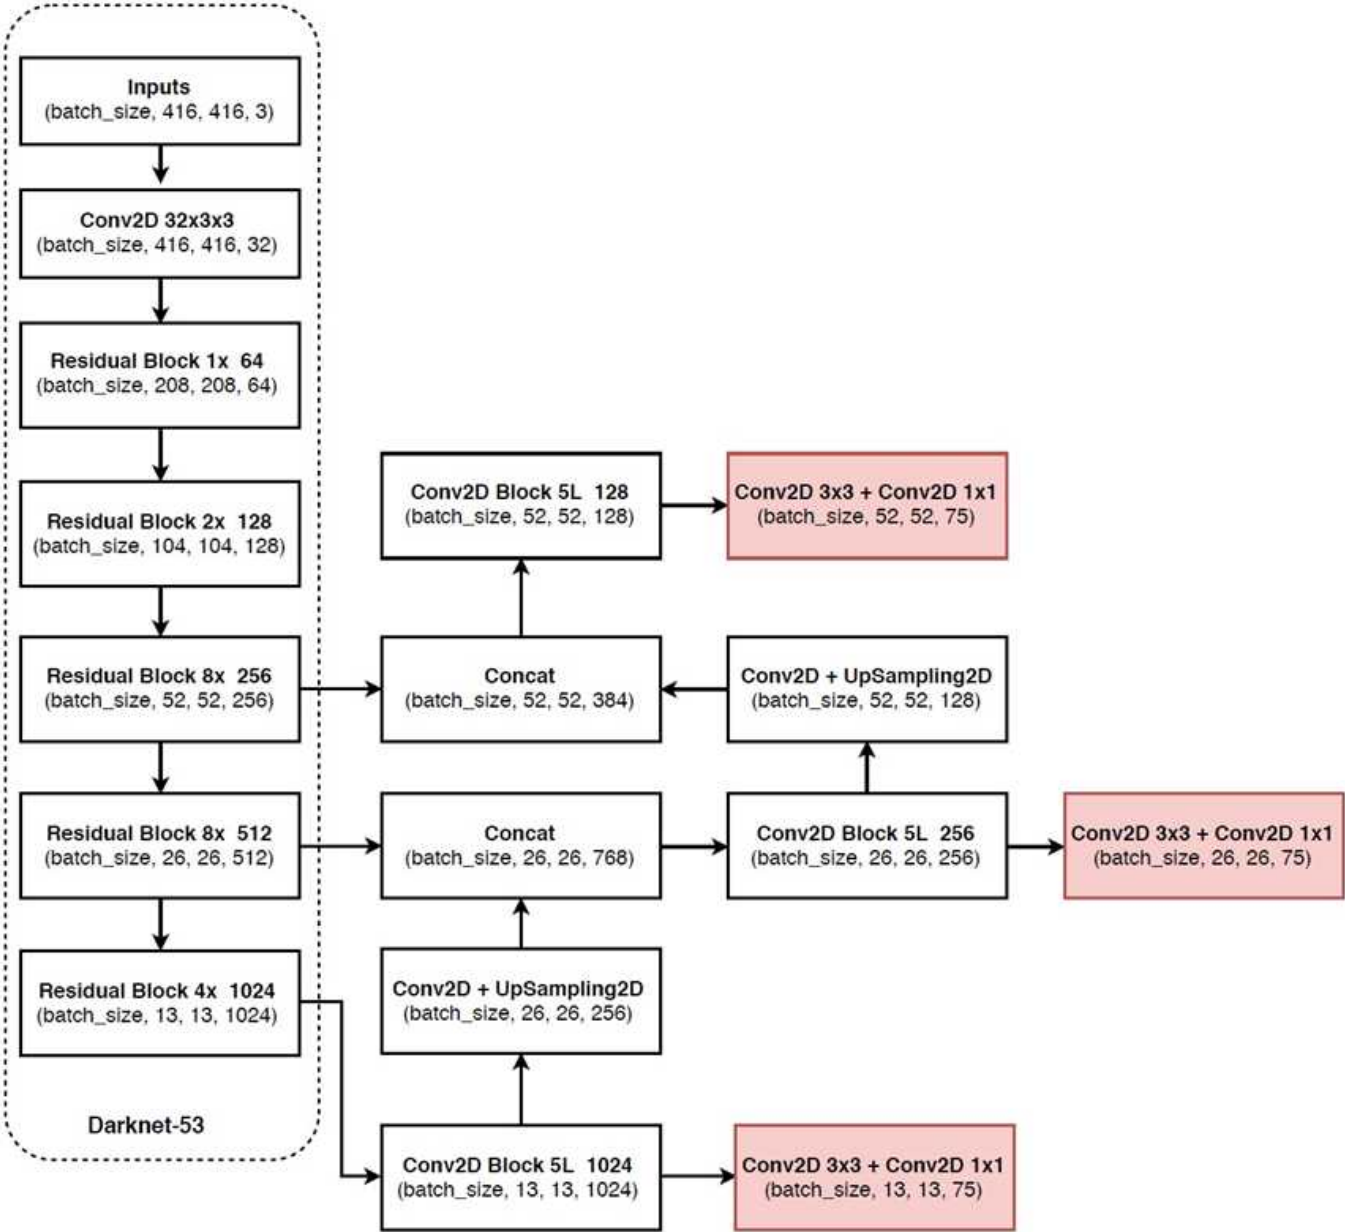 Inputs
(batch_size, 416, 416, 3)
Conv2D 32x3x3
(batch_size, 416, 416, 32)
Residual Block 1x 64
(batch_size, 208, 208, 64)
Residual Block 2x 128
(batch_size, 104, 104, 128)
Residual Block 8x 256
(batch_size, 52, 52, 256)
Residual Block 8x 512
(batch_size, 26, 26, 512)
Residual Block 4x 1024
(batch_size, 13, 13, 1024)
Darknet-53
Conv2D Block 5L 128
(batch_size, 52, 52, 128)
Conv2D 3x3 + Conv2D 1x1
(batch_size, 52, 52, 75)
Concat
(batch_size, 52, 52, 384)
Conv2D + UpSampling2D
(batch_size, 52, 52, 128)
Concat
(batch_size, 26, 26, 768)
Conv2D Block 5L 256
(batch_size, 26, 26, 256)
Conv2D 3x3 + Conv2D 1x1
(batch_size, 26, 26, 75)
Conv2D + UpSampling2D
(batch_size, 26, 26, 256)
Conv2D Block 5L 1024
(batch_size, 13, 13, 1024)
Conv2D 3x3 + Conv2D 1x1
(batch_size, 13, 13, 75)